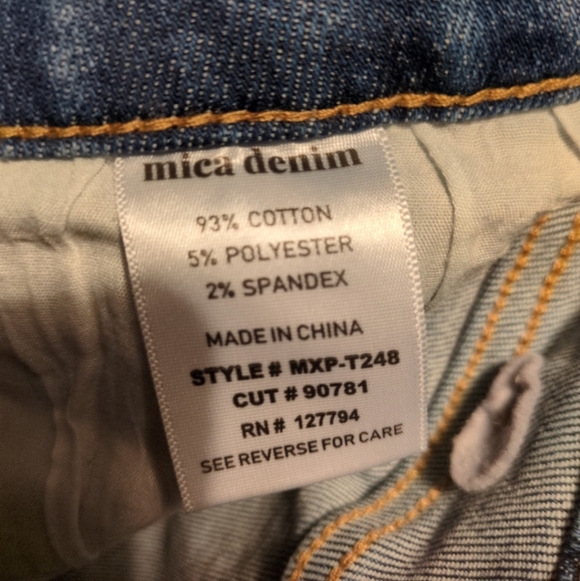 mica denim
93% COTTON
5% POLYESTER
2% SPANDEX
MADE IN CHINA
STYLE # MXP-T248
CUT # 90781
RN # 127794
SEE REVERSE FOR CARE